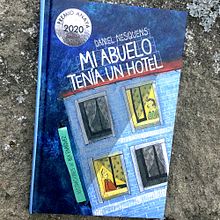 PREMIO ANAYA
2020
DANIEL NESQUENS
MI ABUELO
TENÍA UN HOTEL